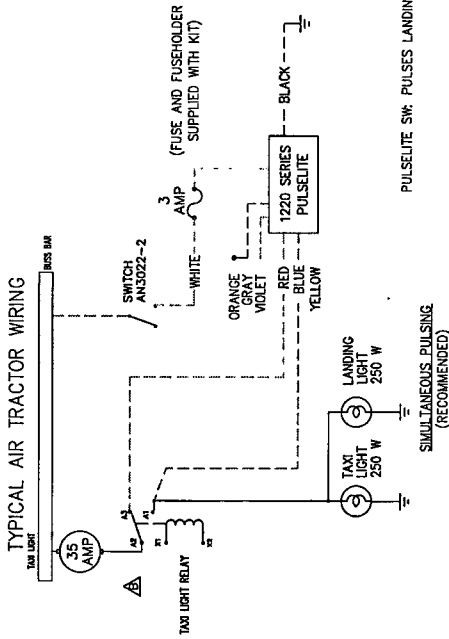 TYPICAL AIR TRACTOR WIRING
TAXI LIGHT
BUSS BAR
35
AMP
SWITCH
AN3022-2
3
AMP
(FUSE AND FUSEHOLDER
SUPPLIED WITH KIT)
WHITE
A3
A2
A1
X1
X2
TAXI LIGHT RELAY
ORANGE
GRAY
VIOLET
RED
BLUE
YELLOW
1220 SERIES
PULSELITE
BLACK
TAXI
LIGHT
250 W
LANDING
LIGHT
250 W
SIMULTANEOUS PULSING
(RECOMMENDED)
PULSELITE SW: PULSES LANDIN